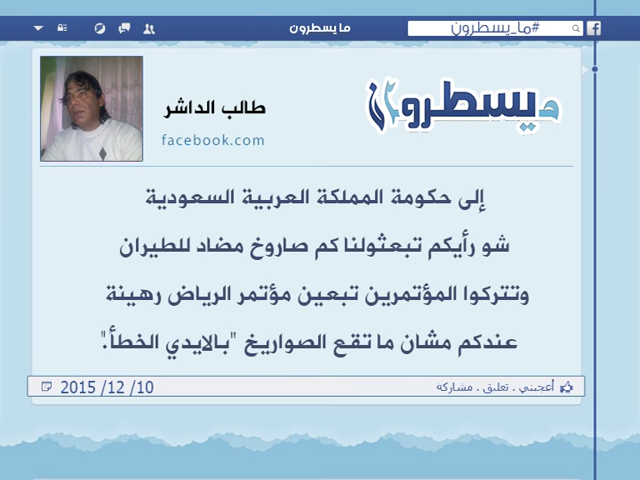 ما يسطرون
#ما_يسطرون
ما يسطرون
طالب الداشر
facebook.com
إلى حكومة المملكة العربية السعودية
شو رأيكم تبعثولنا كم صاروخ مضاد للطيران
وتتركوا المؤتمرين تبعين مؤتمر الرياض رهينة
عندكم مشان ما تقع الصواريخ "بالايدي الخطأ".
أعجبني . تعليق . مشاركة
2015 /12 /10